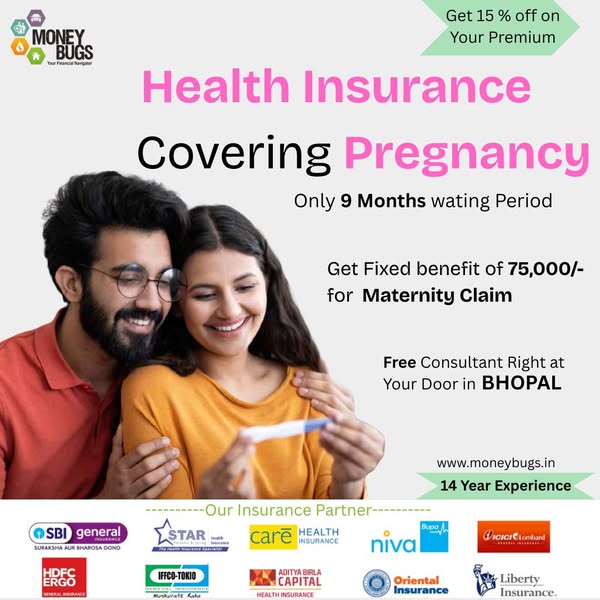 MONEY
BUGS
Your Financial Navigator
Get 15 % off on
Your Premium
Health Insurance
Covering Pregnancy
Only 9 Months wating Period
Get Fixed benefit of 75,000/-
for Maternity Claim
Free Consultant Right at
Your Door in BHOPAL
www.moneybugs.in
14 Year Experience
----------Our Insurance Partner----------
SBI general
INSURANCE
SURAKSHA AUR BHAROSA DONO
STAR Health
Insurance
The Health Insurance Specialist
care HEALTH
INSURANCE
niva Bupa
ICICI Lombard
GENERAL INSURANCE
HDFC
ERGO
GENERAL INSURANCE
IFFCO-TOKIO
Muskurate Raho
ADITYA BIRLA
CAPITAL
HEALTH INSURANCE
Oriental
Insurance
Liberty
Insurance.